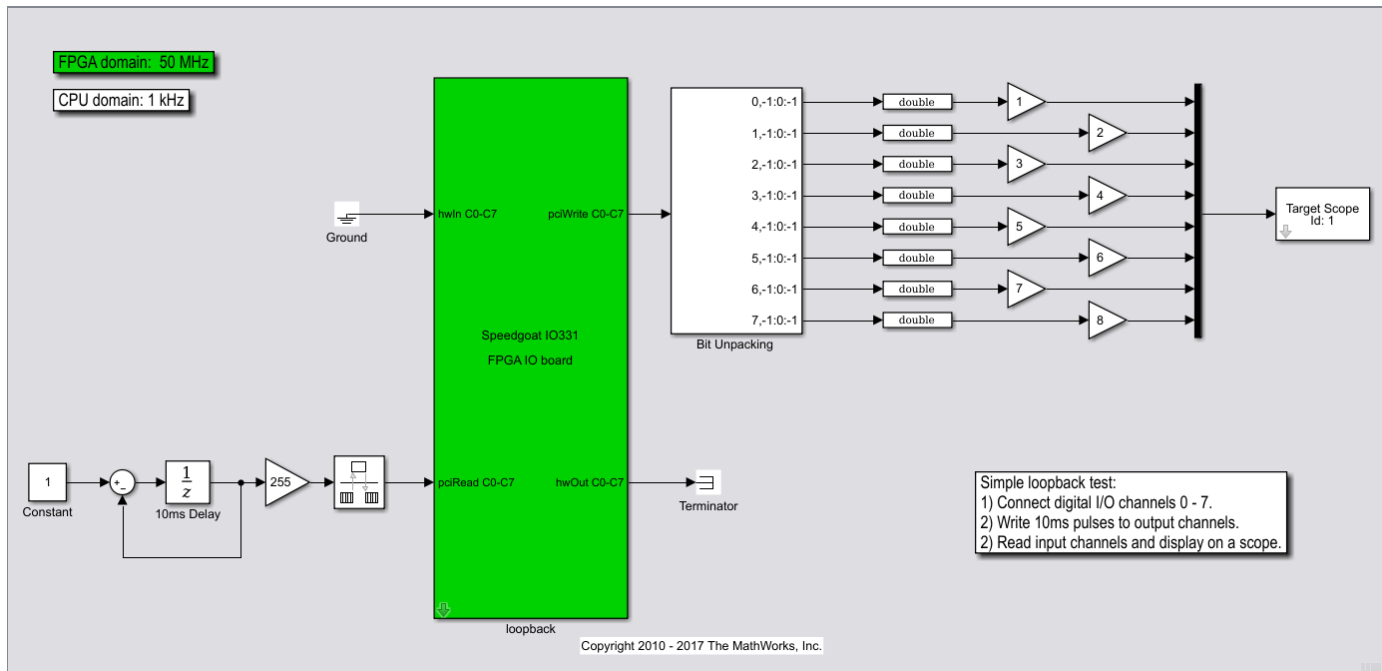 FPGA domain:  50 MHz
CPU domain: 1 kHz
Ground
hwIn C0-C7
pciWrite C0-C7
Speedgoat IO331
FPGA IO board
pciRead C0-C7
hwOut C0-C7
loopback
0,-1:0:-1
1,-1:0:-1
2,-1:0:-1
3,-1:0:-1
4,-1:0:-1
5,-1:0:-1
6,-1:0:-1
7,-1:0:-1
Bit Unpacking
double
1
double
2
double
3
double
4
double
5
double
6
double
7
double
8
Target Scope
Id: 1
1
Constant
+
-
1
z
10ms Delay
255
Terminator
Simple loopback test:
1) Connect digital I/O channels 0 - 7.
2) Write 10ms pulses to output channels.
2) Read input channels and display on a scope.
Copyright 2010 - 2017 The MathWorks, Inc.